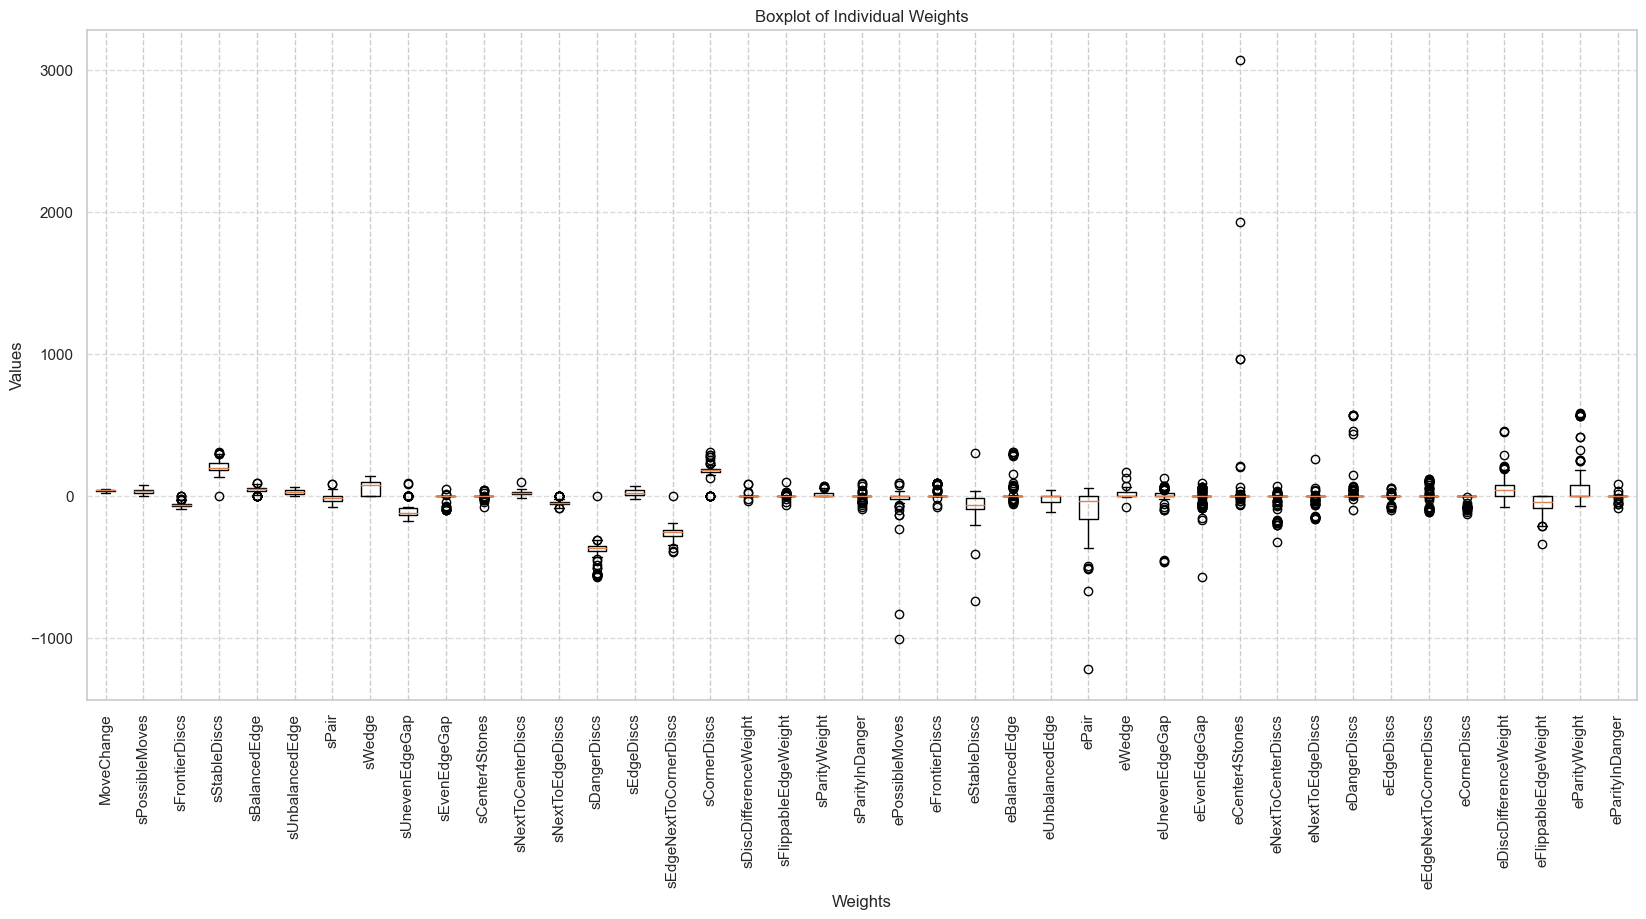 Boxplot of Individual Weights
3000
2000
1000
0
−1000
Values
MoveChange
sPossibleMoves
sFrontierDiscs
sStableDiscs
sBalancedEdge
sUnbalancedEdge
sPair
sWedge
sUnevenEdgeGap
sEvenEdgeGap
sCenter4Stones
sNextToCenterDiscs
sNextToEdgeDiscs
sDangerDiscs
sEdgeDiscs
sEdgeNextToCornerDiscs
sCornerDiscs
sDiscDifferenceWeight
sFlippableEdgeWeight
sParityWeight
sParityInDanger
ePossibleMoves
eFrontierDiscs
eStableDiscs
eBalancedEdge
eUnbalancedEdge
ePair
eWedge
eUnevenEdgeGap
eEvenEdgeGap
eCenter4Stones
eNextToCenterDiscs
eNextToEdgeDiscs
eDangerDiscs
eEdgeDiscs
eEdgeNextToCornerDiscs
eCornerDiscs
eDiscDifferenceWeight
eFlippableEdgeWeight
eParityWeight
eParityInDanger
Weights